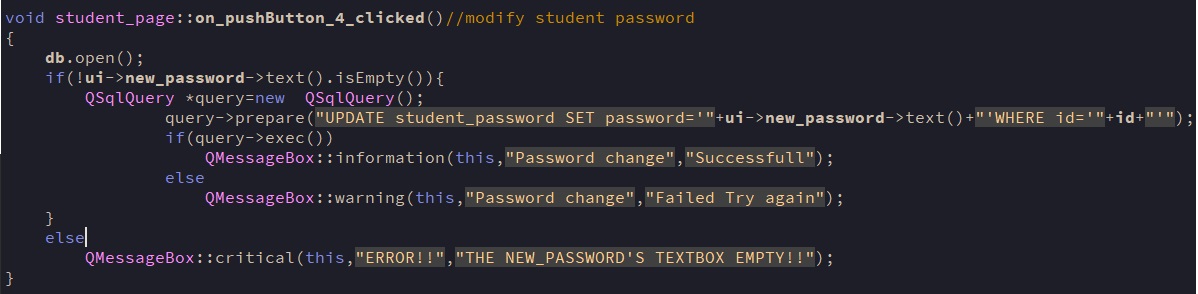 void student_page::on_pushButton_4_clicked()//modify student password
{
    db.open();
    if(!ui->new_password->text().isEmpty()){
        QSqlQuery *query=new  QSqlQuery();
                query->prepare("UPDATE student_password SET password='"+ui->new_password->text()+"'WHERE id='"+id+"'");
                if(query->exec())
                    QMessageBox::information(this,"Password change","Successfull");
                else
                    QMessageBox::warning(this,"Password change","Failed Try again");
    }
    else
        QMessageBox::critical(this,"ERROR!!","THE NEW_PASSWORD'S TEXTBOX EMPTY!!");
}